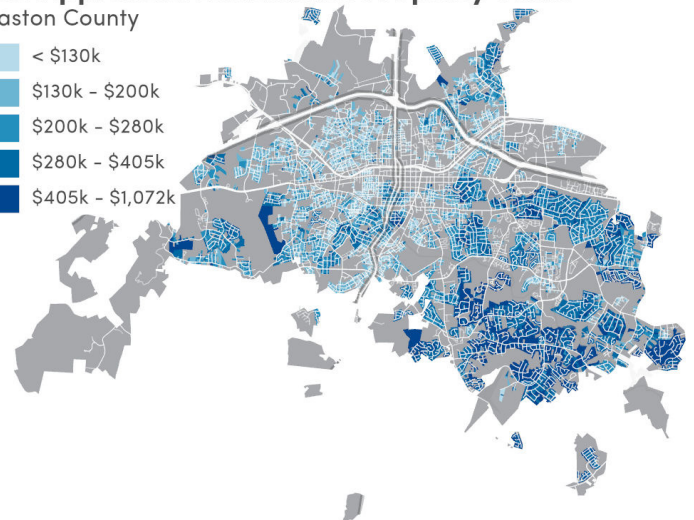 aston County
< $130k
$130k - $200k
$200k - $280k
$280k - $405k
$405k - $1,072k